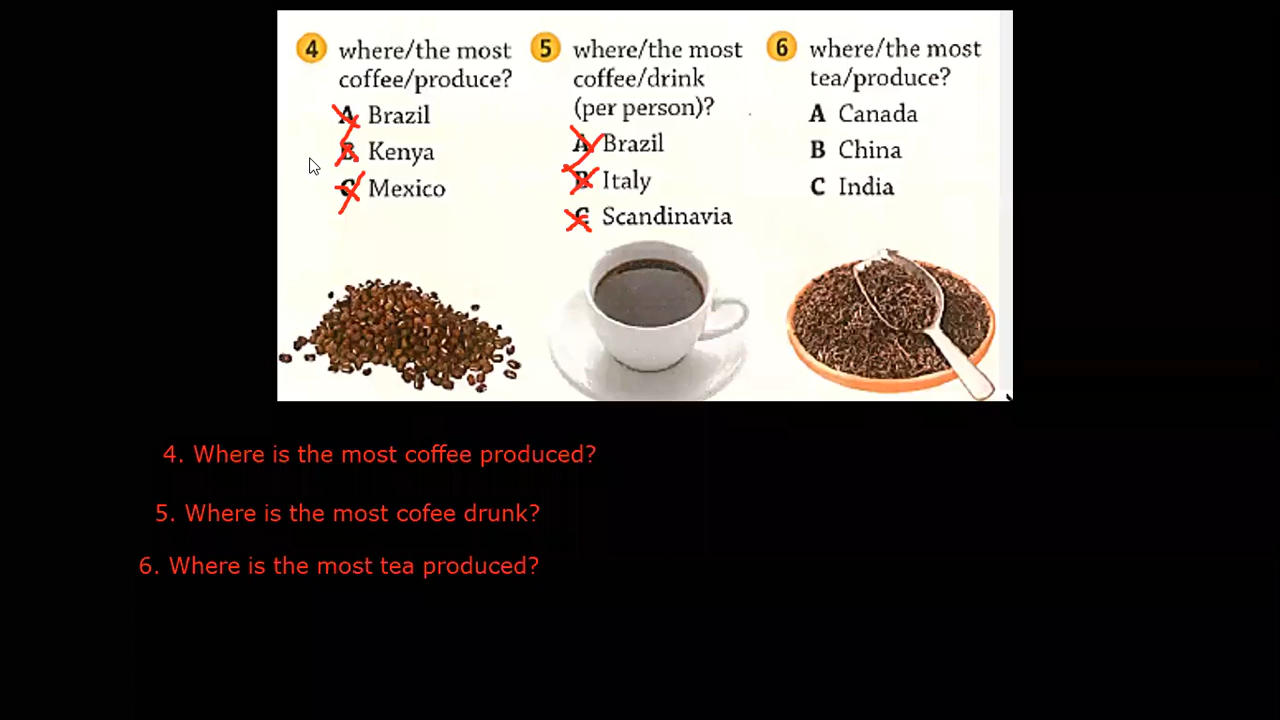 4 where/the most
coffee/produce?
A Brazil
B Kenya
C Mexico
5 where/the most
coffee/drink
(per person)?
A Brazil
B Italy
C Scandinavia
6 where/the most
tea/produce?
A Canada
B China
C India
4. Where is the most coffee produced?
5. Where is the most cofee drunk?
6. Where is the most tea produced?